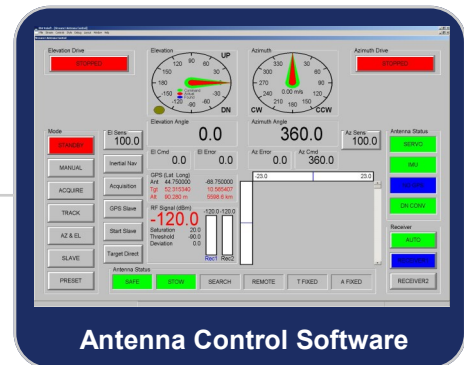 Elevation Drive
STOPPED
Elevation
UP
DN
120 90 60
150 30
180
-150 -30
-120 -90 -60
Azimuth
330 30
300 60
270 90
240
210 160 150
0.00 m/s
CW
CCW
Azimuth Drive
STOPPED
Elevation Angle
0.0
Azimuth Angle
360.0
Mode
STANDBY
MANUAL
ACQUIRE
TRACK
AZ & EL
SLAVE
PRESET
El Sens
100.0
Inertial Nav
Acquisition
GPS Slave
Start Slave
Target Direct
El Cmd
0.0
El Error
0.0
Az Error
0.0
Az Cmd
360.0
Az Sens
100.0
GPS (Lat Long)
Ant 44.750000 -68.750000
Tgt 52.015340 10.565407
Alt 90.280 m 5598.6 km
RF Signal (dBm)
-120.0
-120.0 -120.0
Saturation 20.0
Threshold -90.0
Deviation 0.0
Rec1 Rec2
-23.0
23.0
Antenna Status
SERVO
IMU
DN CONV
Receiver
AUTO
RECEIVER2
Antenna Status
SAFE
STOW
SEARCH
REMOTE
T FIXED
A FIXED
Antenna Control Software